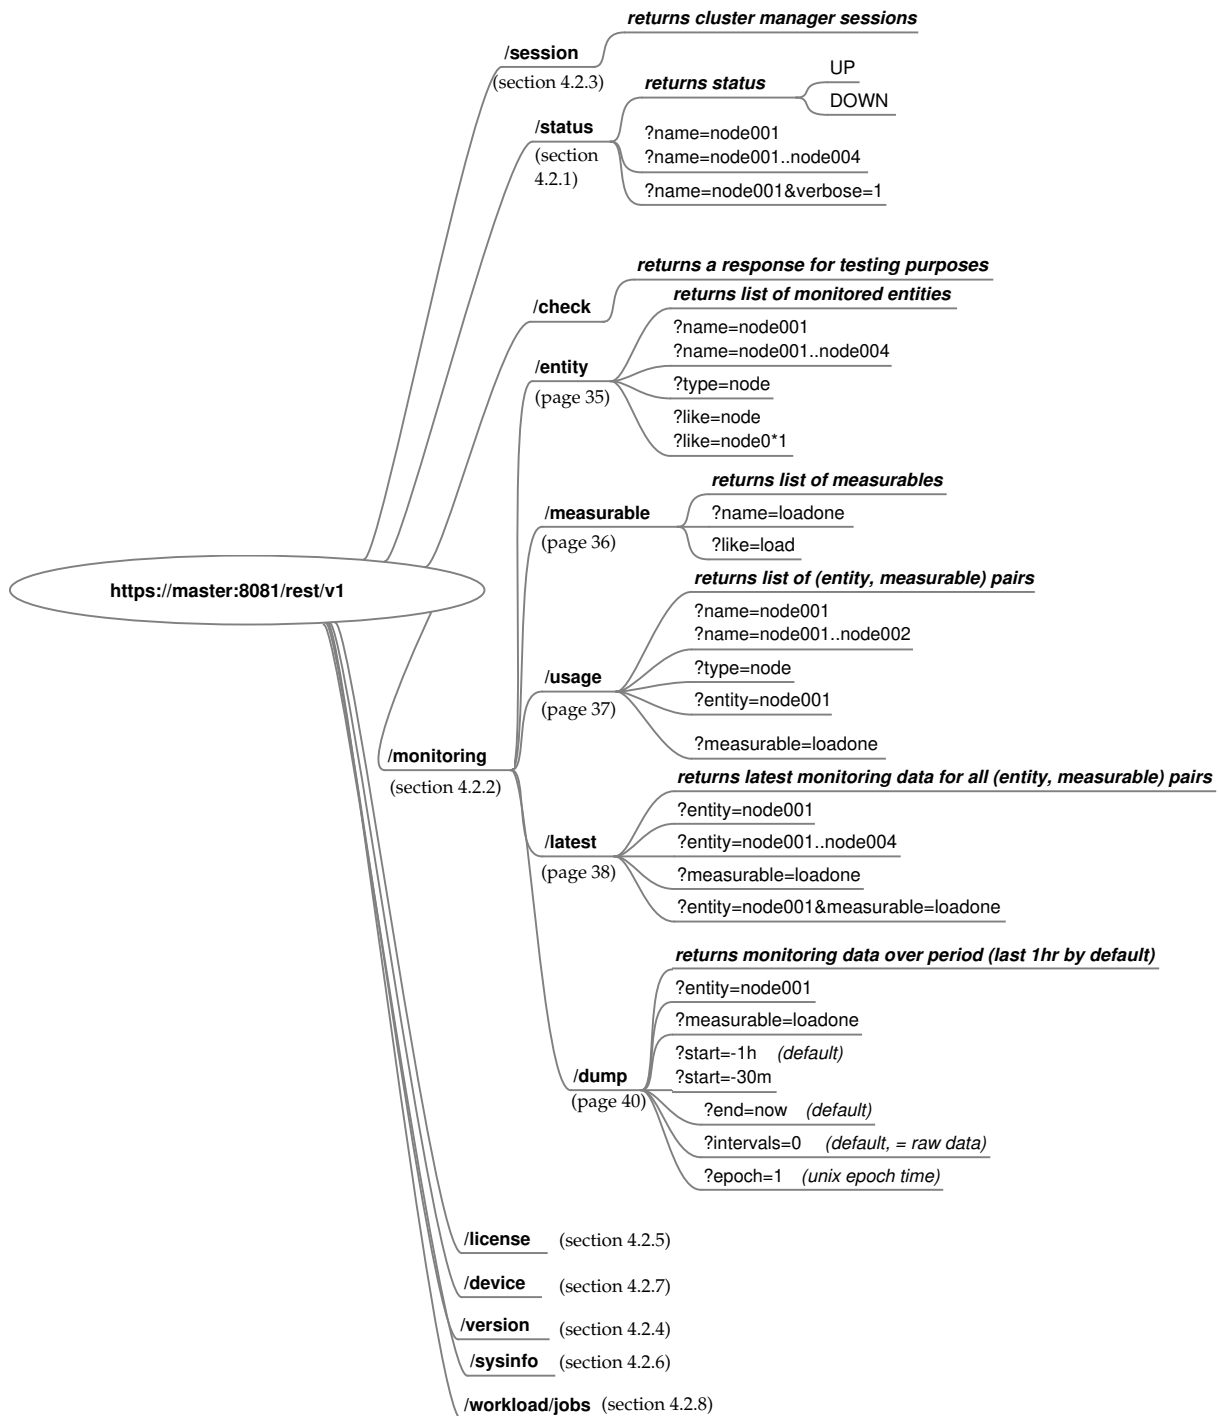 returns cluster manager sessions
/session
(section 4.2.3)
returns status
UP
DOWN
/status
(section
4.2.1)
?name=node001
?name=node001..node004
?name=node001&verbose=1
returns a response for testing purposes
/check
returns list of monitored entities
?name=node001
?name=node001..node004
/entity
(page 35)
?type=node
?like=node
?like=node0*1
returns list of measurables
/measurable
(page 36)
?name=loadone
?like=load
https://master:8081/rest/v1
returns list of (entity, measurable) pairs
?name=node001
?name=node001..node002
/usage
(page 37)
?type=node
?entity=node001
?measurable=loadone
/monitoring
(section 4.2.2)
returns latest monitoring data for all (entity, measurable) pairs
?entity=node001
/latest
(page 38)
?entity=node001..node004
?measurable=loadone
?entity=node001&measurable=loadone
returns monitoring data over period (last 1hr by default)
?entity=node001
?measurable=loadone
?start=-1h (default)
/dump
(page 40)
?start=-30m
?end=now (default)
?intervals=0 (default, = raw data)
?epoch=1 (unix epoch time)
/license (section 4.2.5)
/device (section 4.2.7)
/version (section 4.2.4)
/sysinfo (section 4.2.6)
/workload/jobs (section 4.2.8)